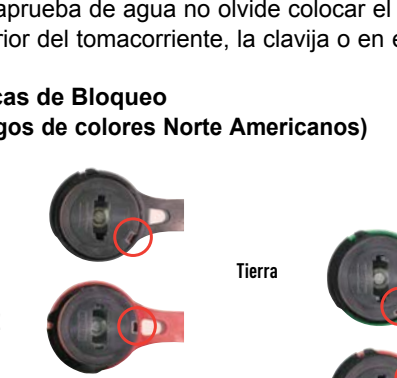 aprueba de agua no olvide colocar el
rior del tomacorriente, la clavija o en e
cas de Bloqueo
gos de colores Norte Americanos)
Tierra